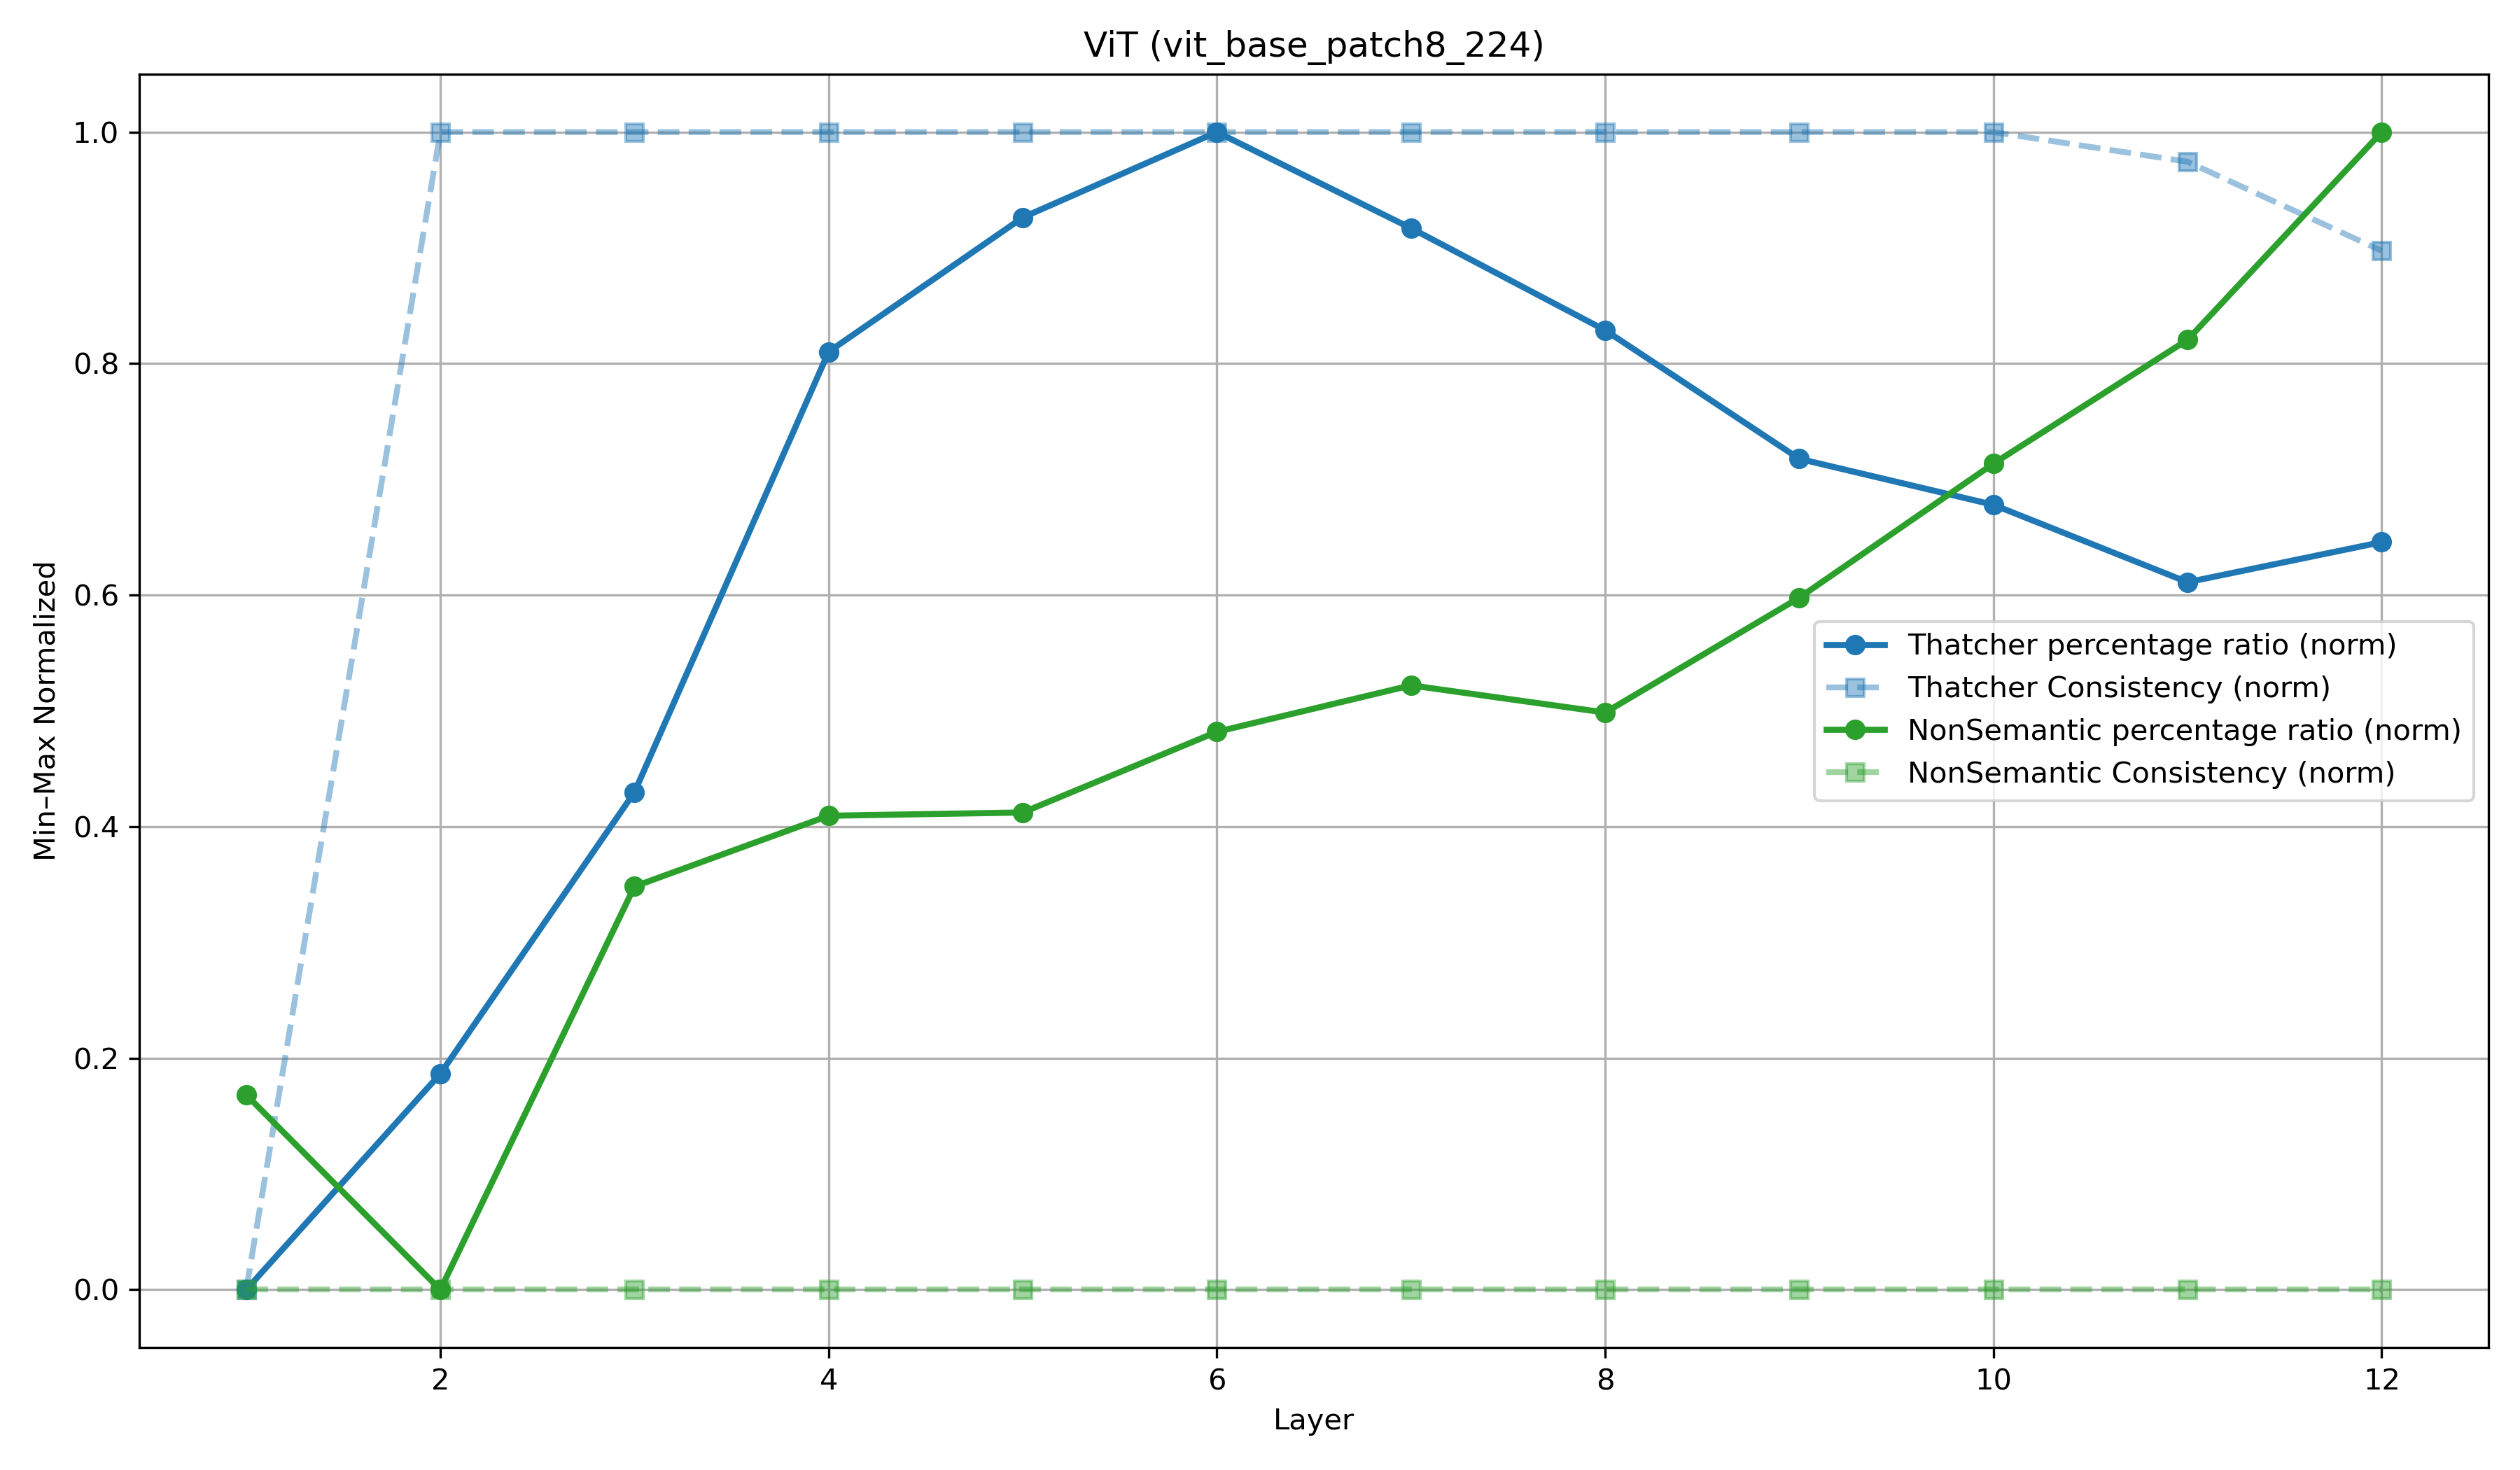 ViT (vit_base_patch8_224)
Min–Max Normalized
1.0
0.8
0.6
0.4
0.2
0.0
Thatcher percentage ratio (norm)
Thatcher Consistency (norm)
NonSemantic percentage ratio (norm)
NonSemantic Consistency (norm)
2 4 6 8 10 12
Layer